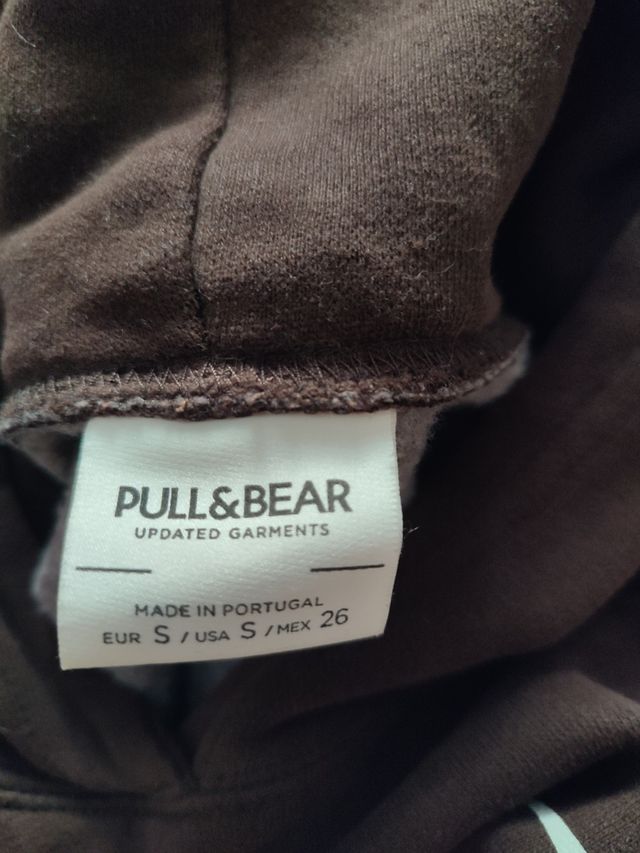 PULL&BEAR
UPDATED GARMENTS
MADE IN PORTUGAL
EUR S / USA S / MEX 26